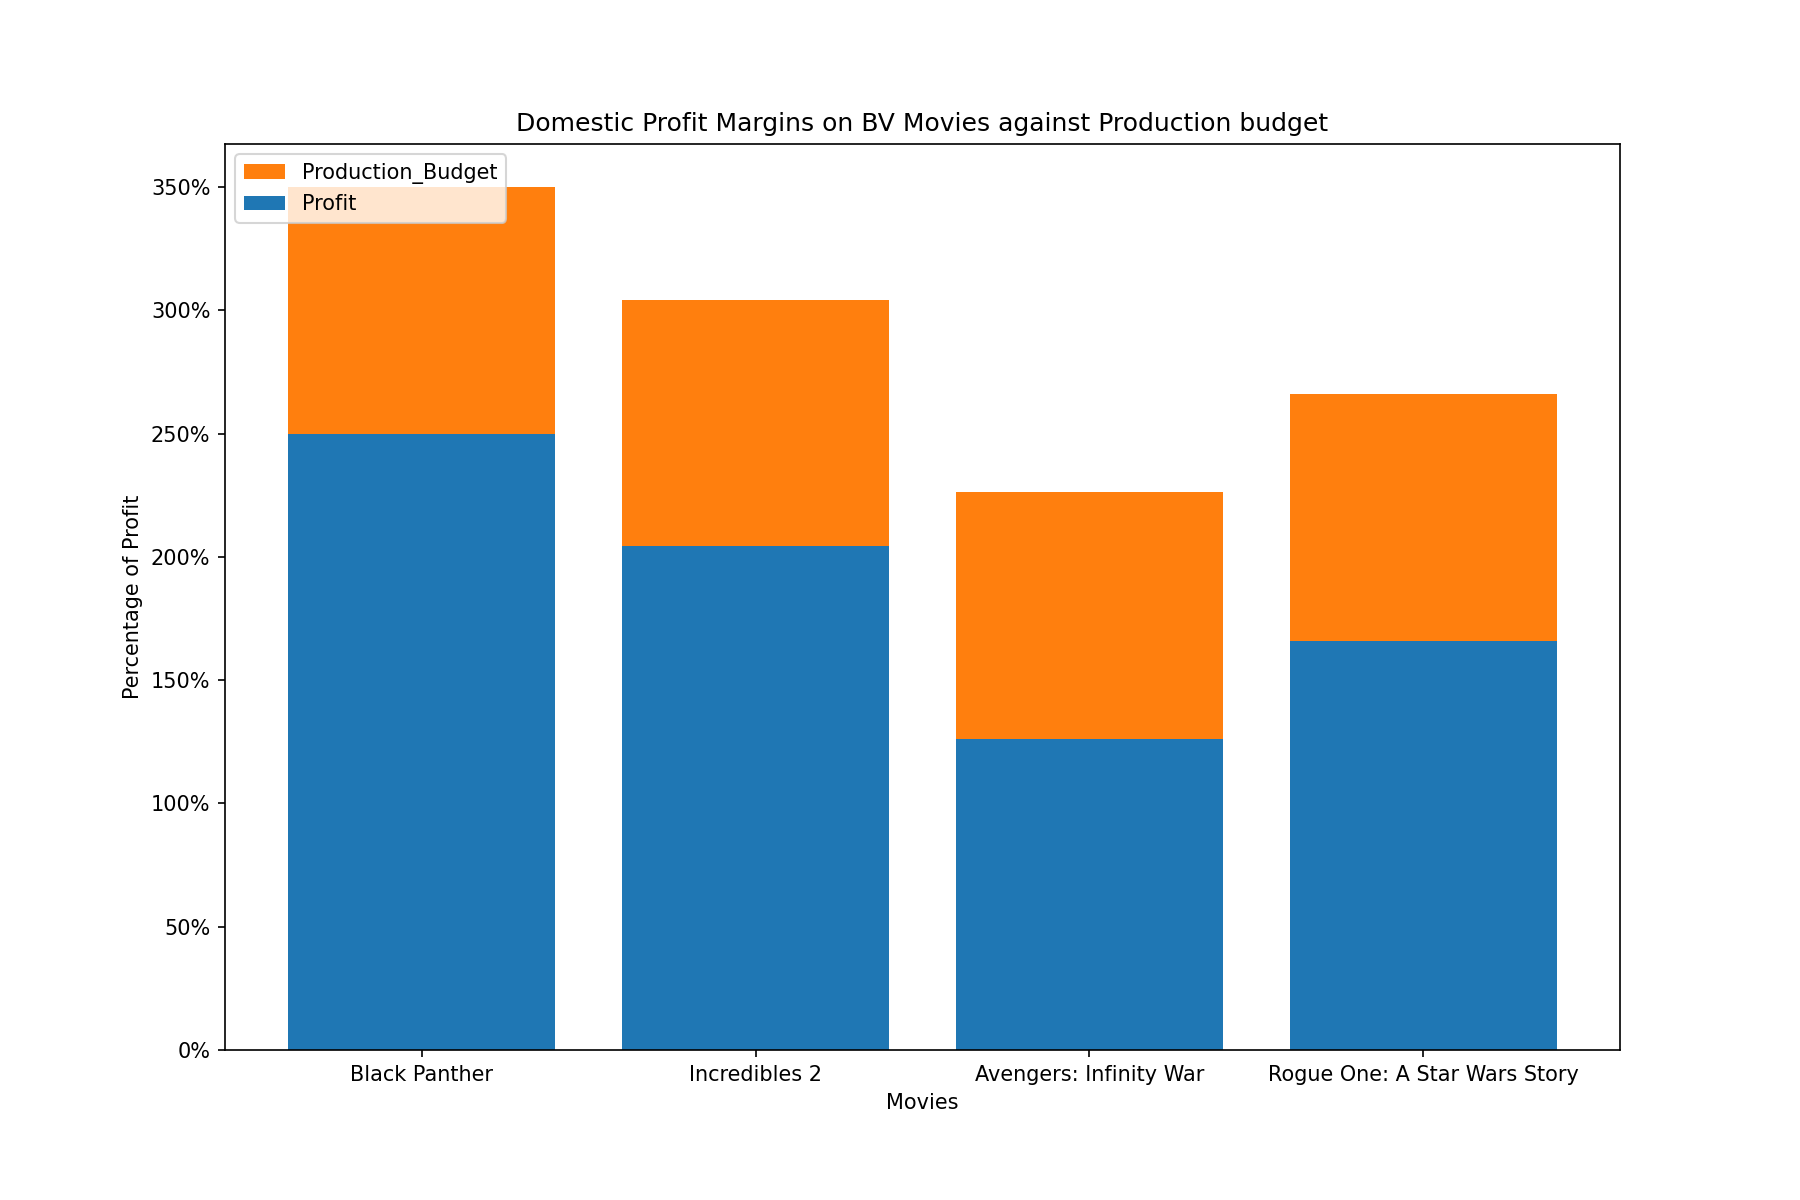 Domestic Profit Margins on BV Movies against Production budget
Production_Budget
Profit
350%
300%
250%
200%
150%
100%
50%
0%
Percentage of Profit
Black Panther
Incredibles 2
Avengers: Infinity War
Rogue One: A Star Wars Story
Movies